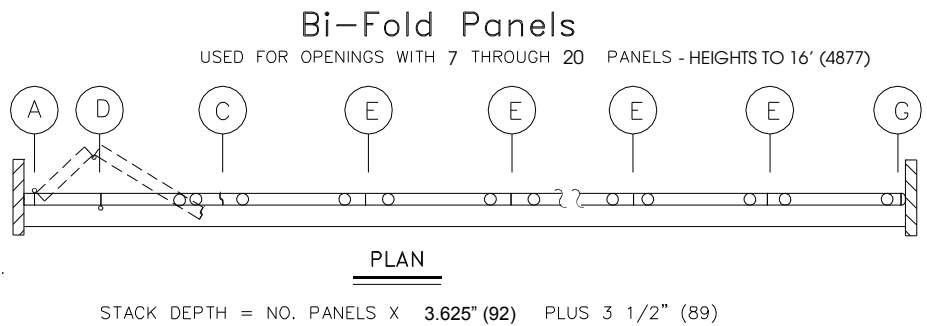 Bi-Fold Panels
USED FOR OPENINGS WITH 7 THROUGH 20 PANELS - HEIGHTS TO 16' (4877)
A D C E E E E G
PLAN
STACK DEPTH = NO. PANELS X 3.625" (92) PLUS 3 1/2" (89)